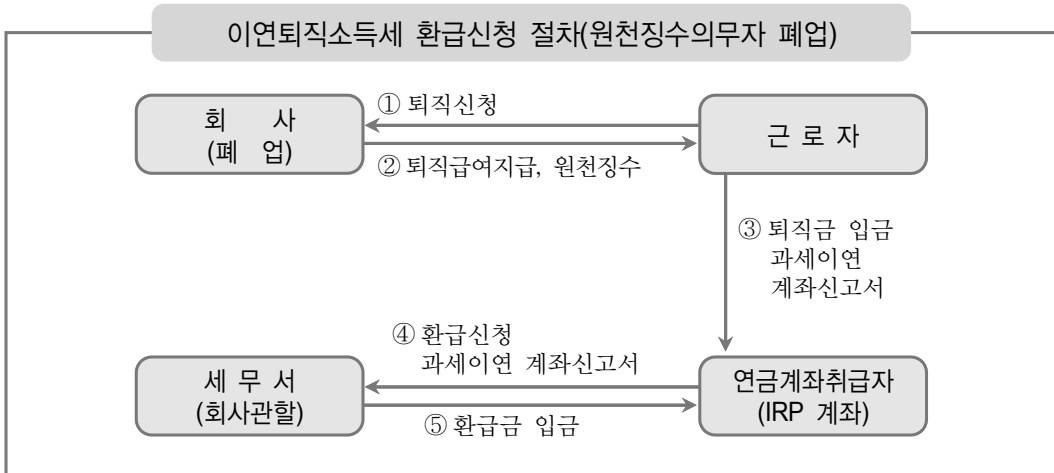 이연퇴직소득세 환급신청 절차(원천징수의무자 폐업)
① 퇴직신청
회 사
(폐 업)
근 로 자
② 퇴직급여지급, 원천징수
③ 퇴직금 입금
과세이연
계좌신고서
④ 환급신청
과세이연 계좌신고서
세 무 서
(회사관할)
연금계좌취급자
(IRP 계좌)
⑤ 환급금 입금